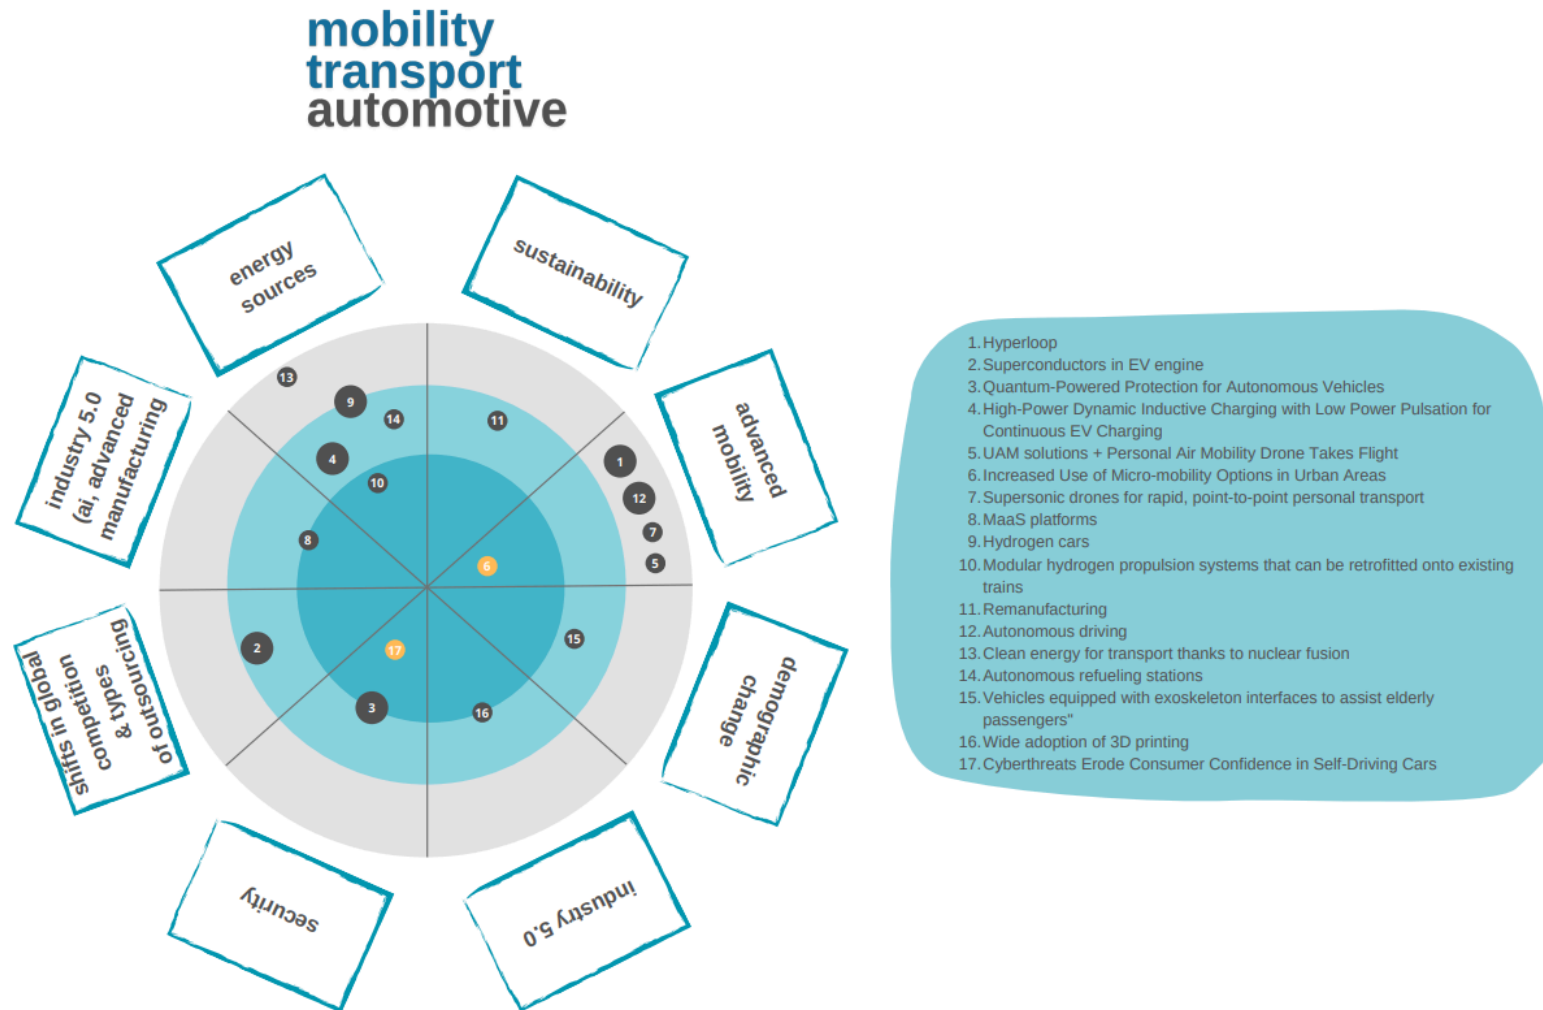 mobility
transport
automotive
energy
sources
sustainability
industry 5.0
(ai, advanced
manufacturing
advanced
mobility
shifts in global
competition
& types
of outsourcing
demographic
change
security
industry 5.0
13
9
14
11
4
10
1
12
7
5
8
6
2
17
15
3
16
1. Hyperloop
2. Superconductors in EV engine
3. Quantum-Powered Protection for Autonomous Vehicles
4. High-Power Dynamic Inductive Charging with Low Power Pulsation for
Continuous EV Charging
5. UAM solutions + Personal Air Mobility Drone Takes Flight
6. Increased Use of Micro-mobility Options in Urban Areas
7. Supersonic drones for rapid, point-to-point personal transport
8. MaaS platforms
9. Hydrogen cars
10. Modular hydrogen propulsion systems that can be retrofitted onto existing
trains
11. Remanufacturing
12. Autonomous driving
13. Clean energy for transport thanks to nuclear fusion
14. Autonomous refueling stations
15. Vehicles equipped with exoskeleton interfaces to assist elderly
passengers"
16. Wide adoption of 3D printing
17. Cyberthreats Erode Consumer Confidence in Self-Driving Cars